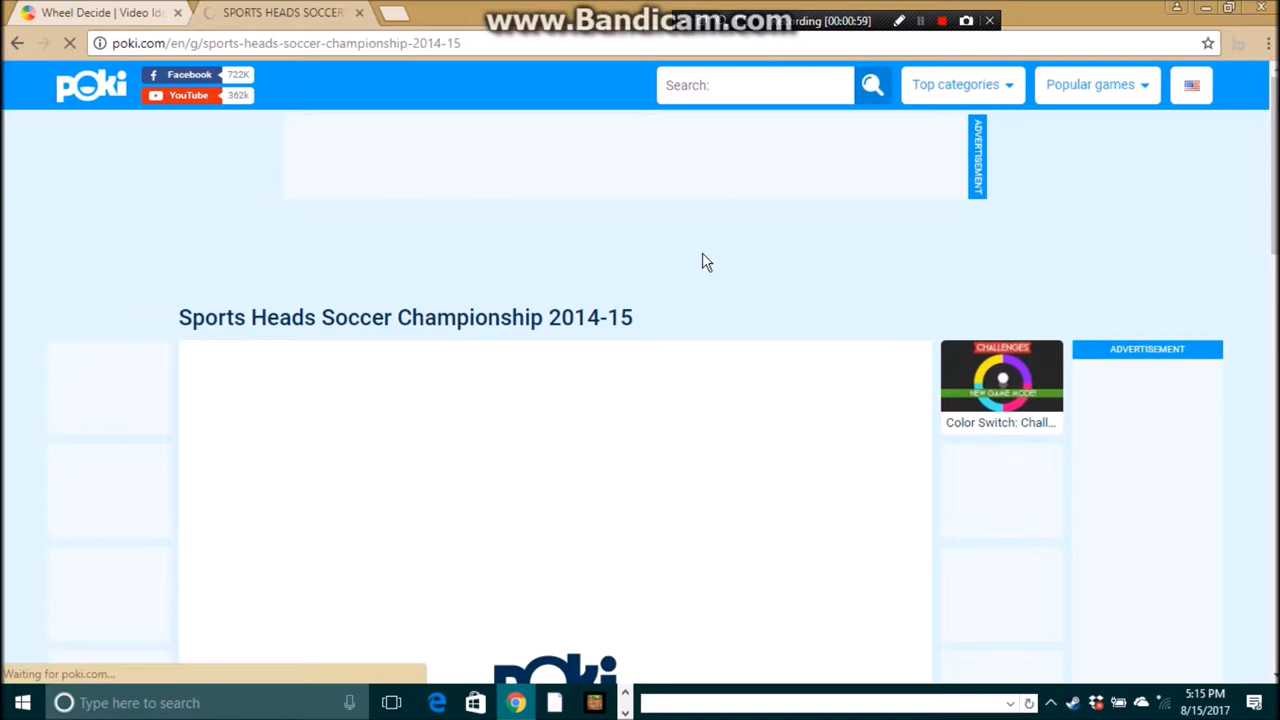 Wheel Decide | Video Id
SPORTS HEADS SOCCER
www.Bandicam.com
rding [00:00:59]
poki.com/en/g/sports-heads-soccer-championship-2014-15
poki
Facebook 722K
YouTube 362k
Search:
Top categories
Popular games
ADVERTISEMENT
Sports Heads Soccer Championship 2014-15
CHALLENGES
NEW GAME MODE!
Color Switch: Chall...
ADVERTISEMENT
Waiting for poki.com...
Type here to search
5:15 PM
8/15/2017